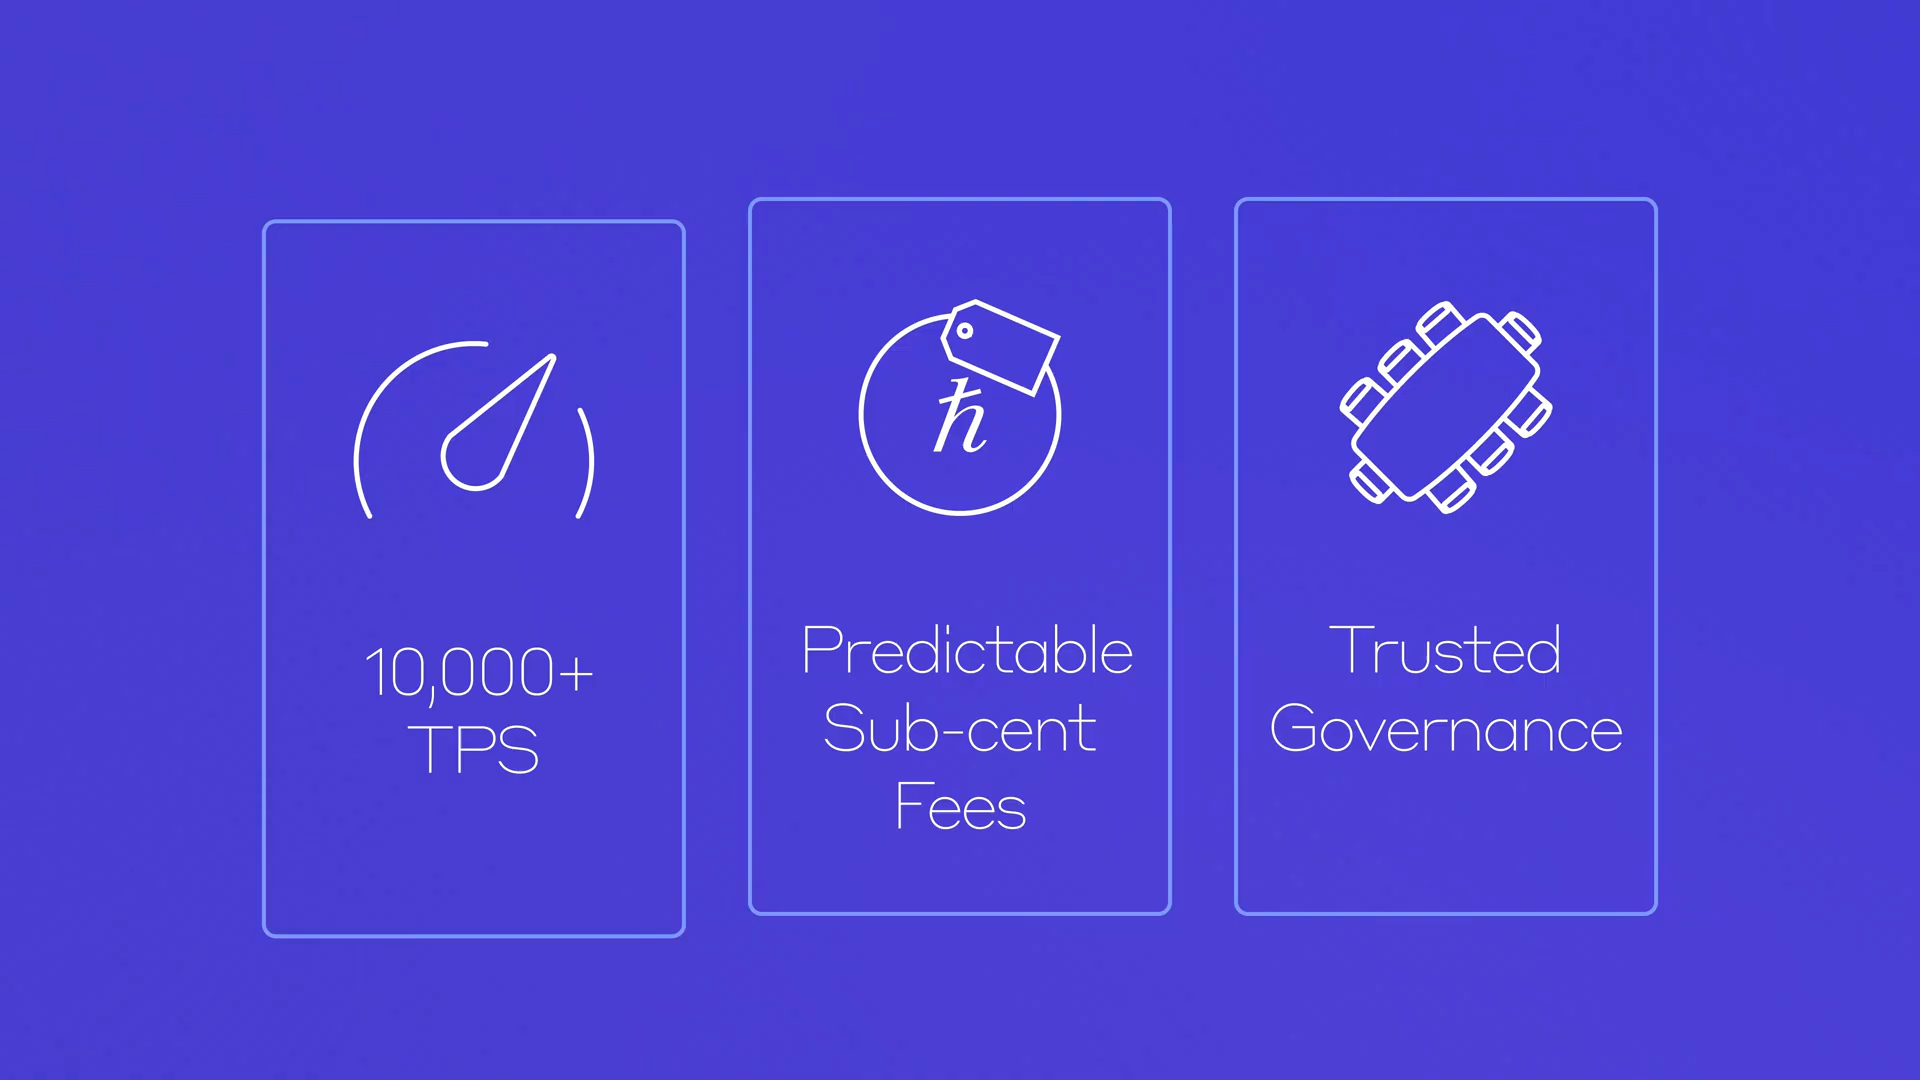 10,000+
TPS
ℏ
Predictable
Sub-cent
Fees
Trusted
Governance